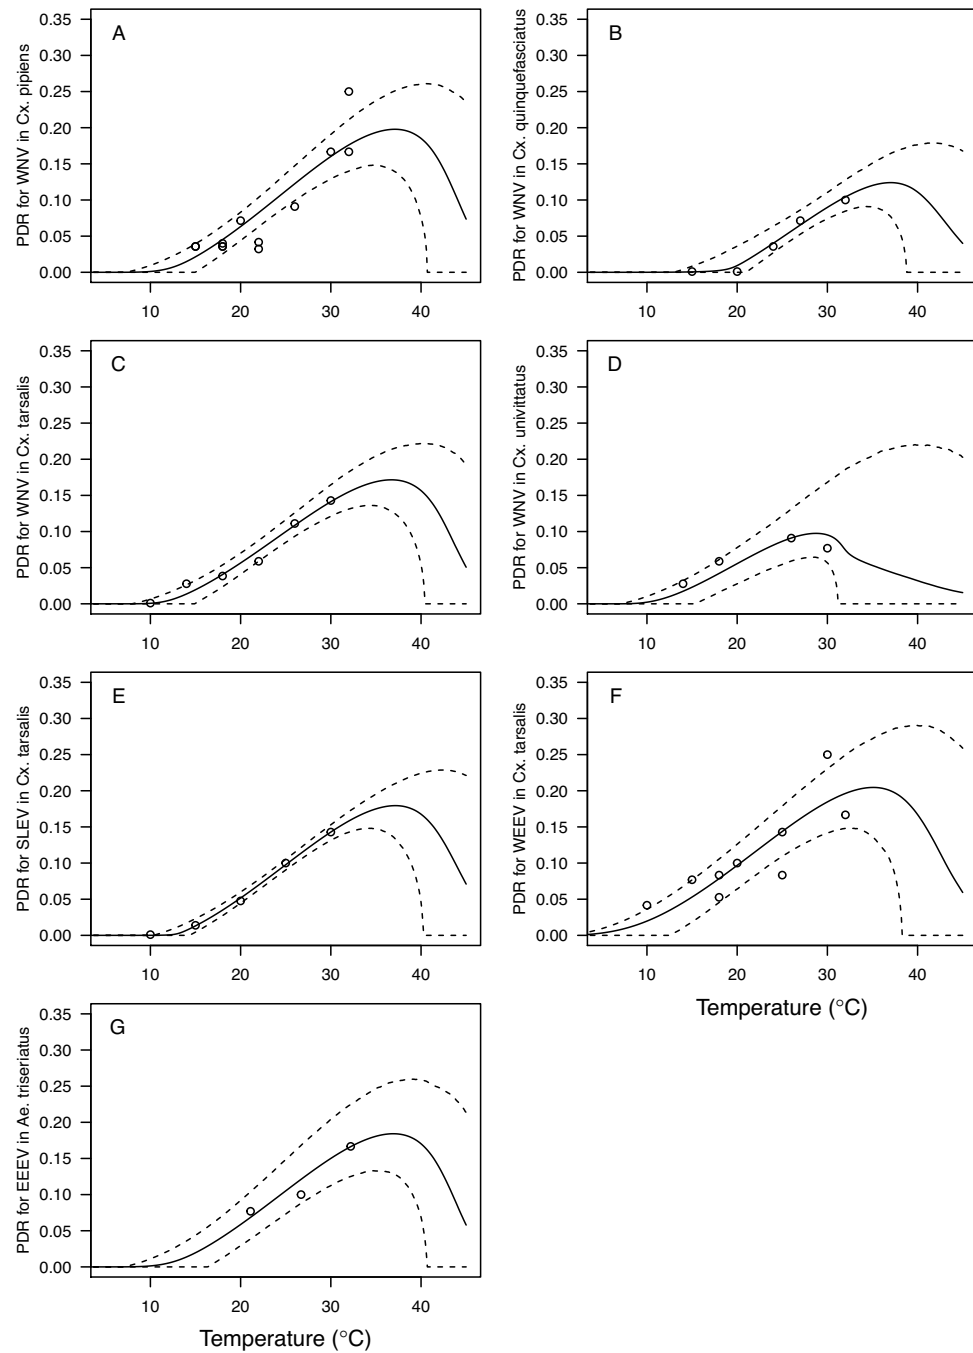 A
PDR for WNV in Cx. pipiens
0.35
0.30
0.25
0.20
0.15
0.10
0.05
0.00
10 20 30 40
B
PDR for WNV in Cx. quinquefasciatus
0.35
0.30
0.25
0.20
0.15
0.10
0.05
0.00
10 20 30 40
C
PDR for WNV in Cx. tarsalis
0.35
0.30
0.25
0.20
0.15
0.10
0.05
0.00
10 20 30 40
D
PDR for WNV in Cx. univittatus
0.35
0.30
0.25
0.20
0.15
0.10
0.05
0.00
10 20 30 40
E
PDR for SLEV in Cx. tarsalis
0.35
0.30
0.25
0.20
0.15
0.10
0.05
0.00
10 20 30 40
F
PDR for WEEV in Cx. tarsalis
0.35
0.30
0.25
0.20
0.15
0.10
0.05
0.00
10 20 30 40
Temperature (°C)
G
PDR for EEEV in Ae. triseriatus
0.35
0.30
0.25
0.20
0.15
0.10
0.05
0.00
10 20 30 40
Temperature (°C)